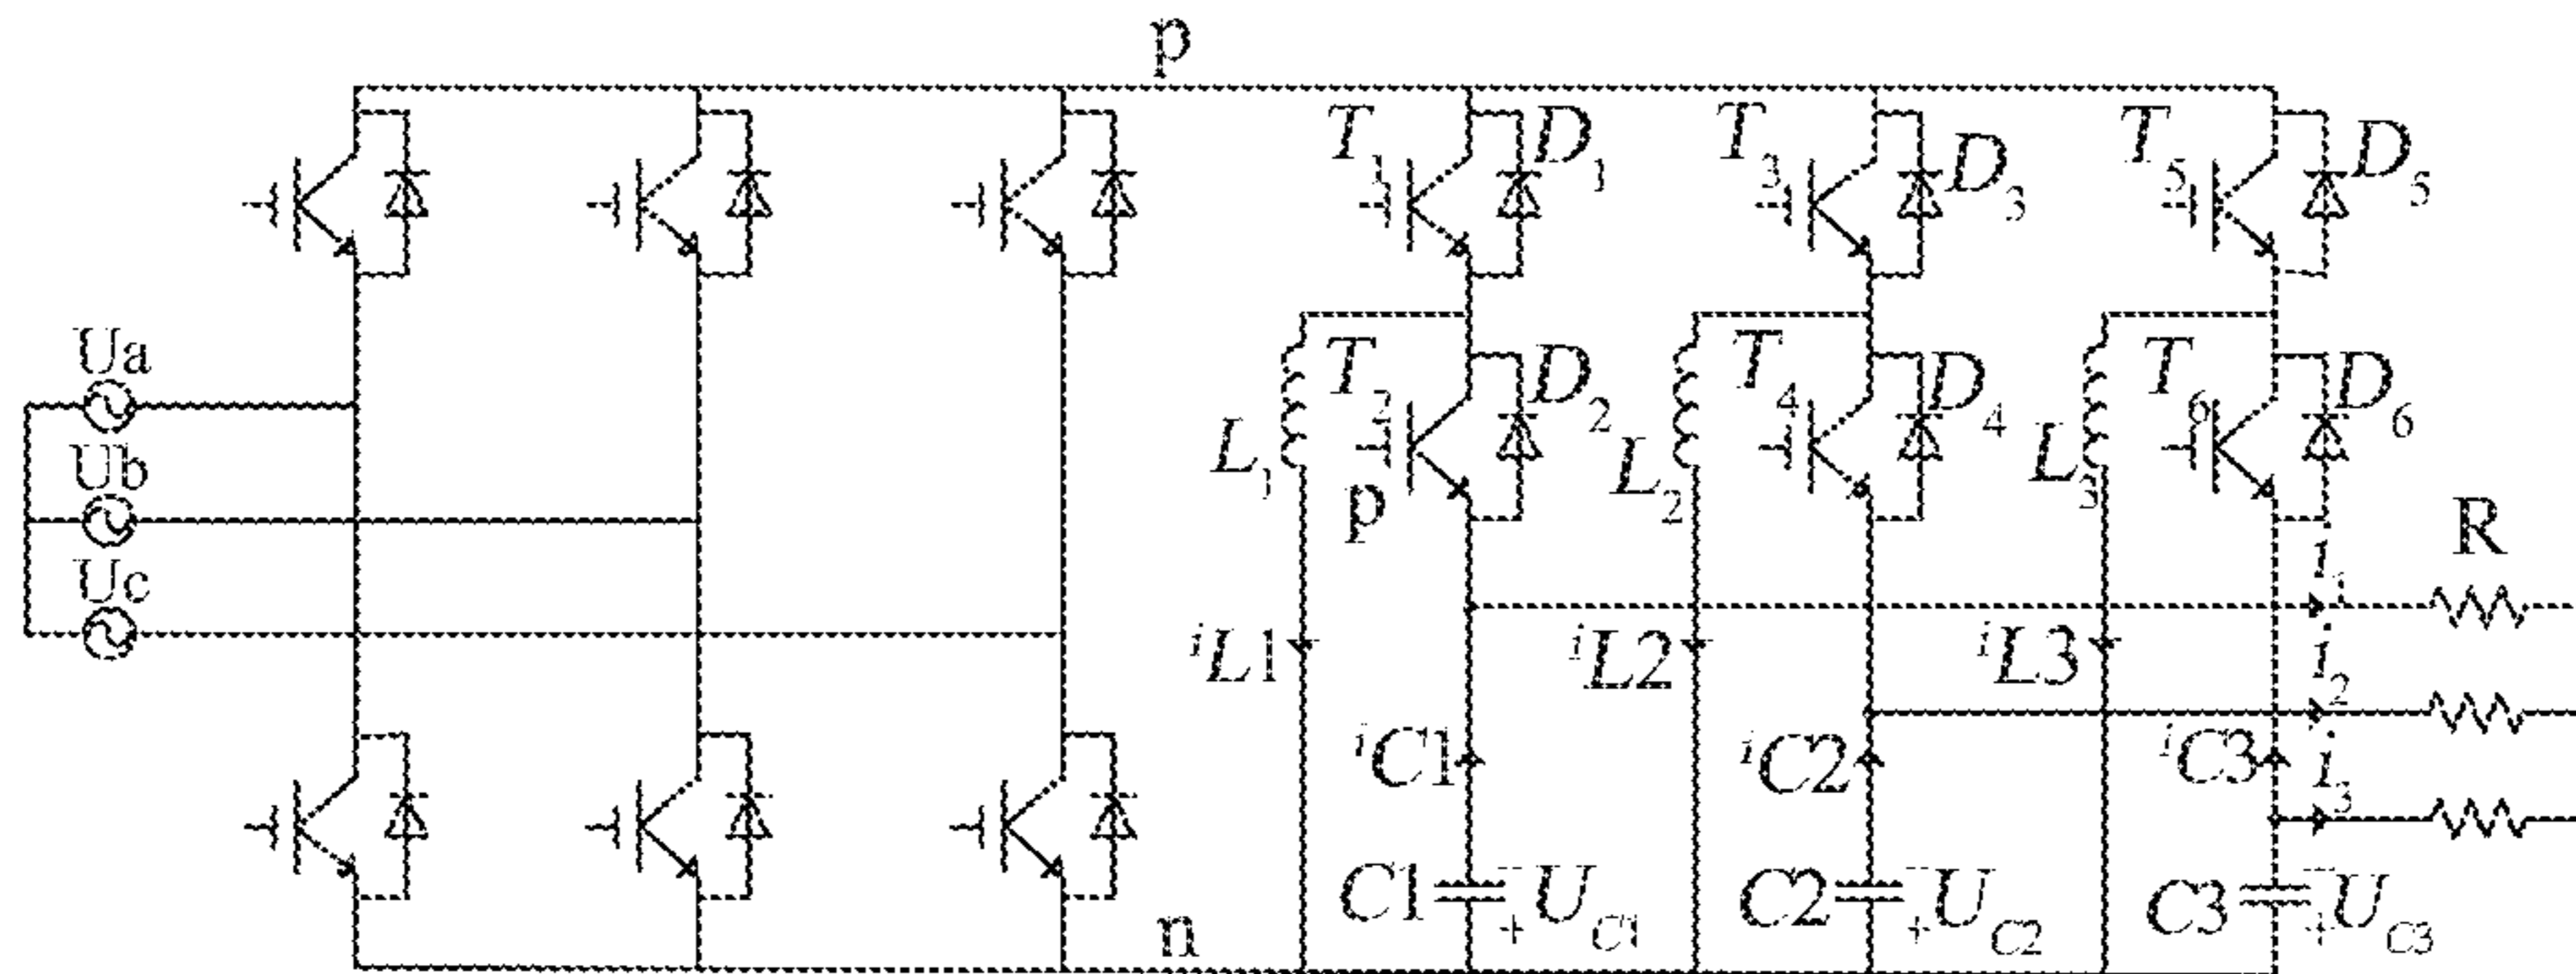 p
T1 D1 T3 D3 T5 D5
Ua
T2 D2 T4 D4 T6 D6
Ub
L1 L2 L3
p
Uc
R
i1
iL1 iL2 iL3
i2
iC1 iC2 iC3
i3
C1 - + UC1 C2 - + UC2 C3 - + UC3
n